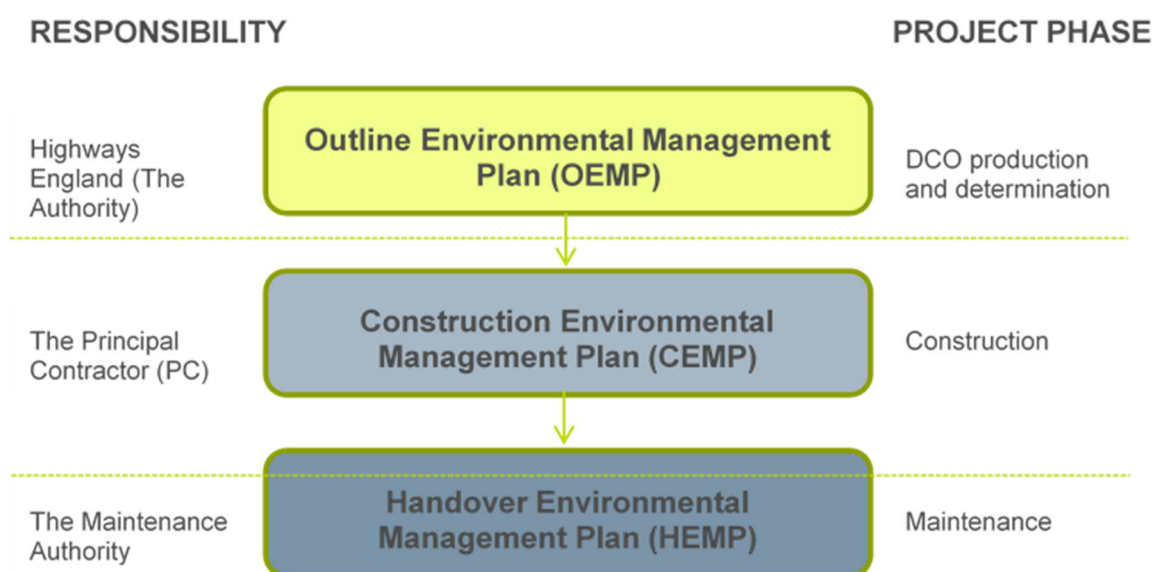 RESPONSIBILITY
PROJECT PHASE
Highways
England (The
Authority)
Outline Environmental Management
Plan (OEMP)
DCO production
and determination
The Principal
Contractor (PC)
Construction Environmental
Management Plan (CEMP)
Construction
The Maintenance
Authority
Handover Environmental
Management Plan (HEMP)
Maintenance